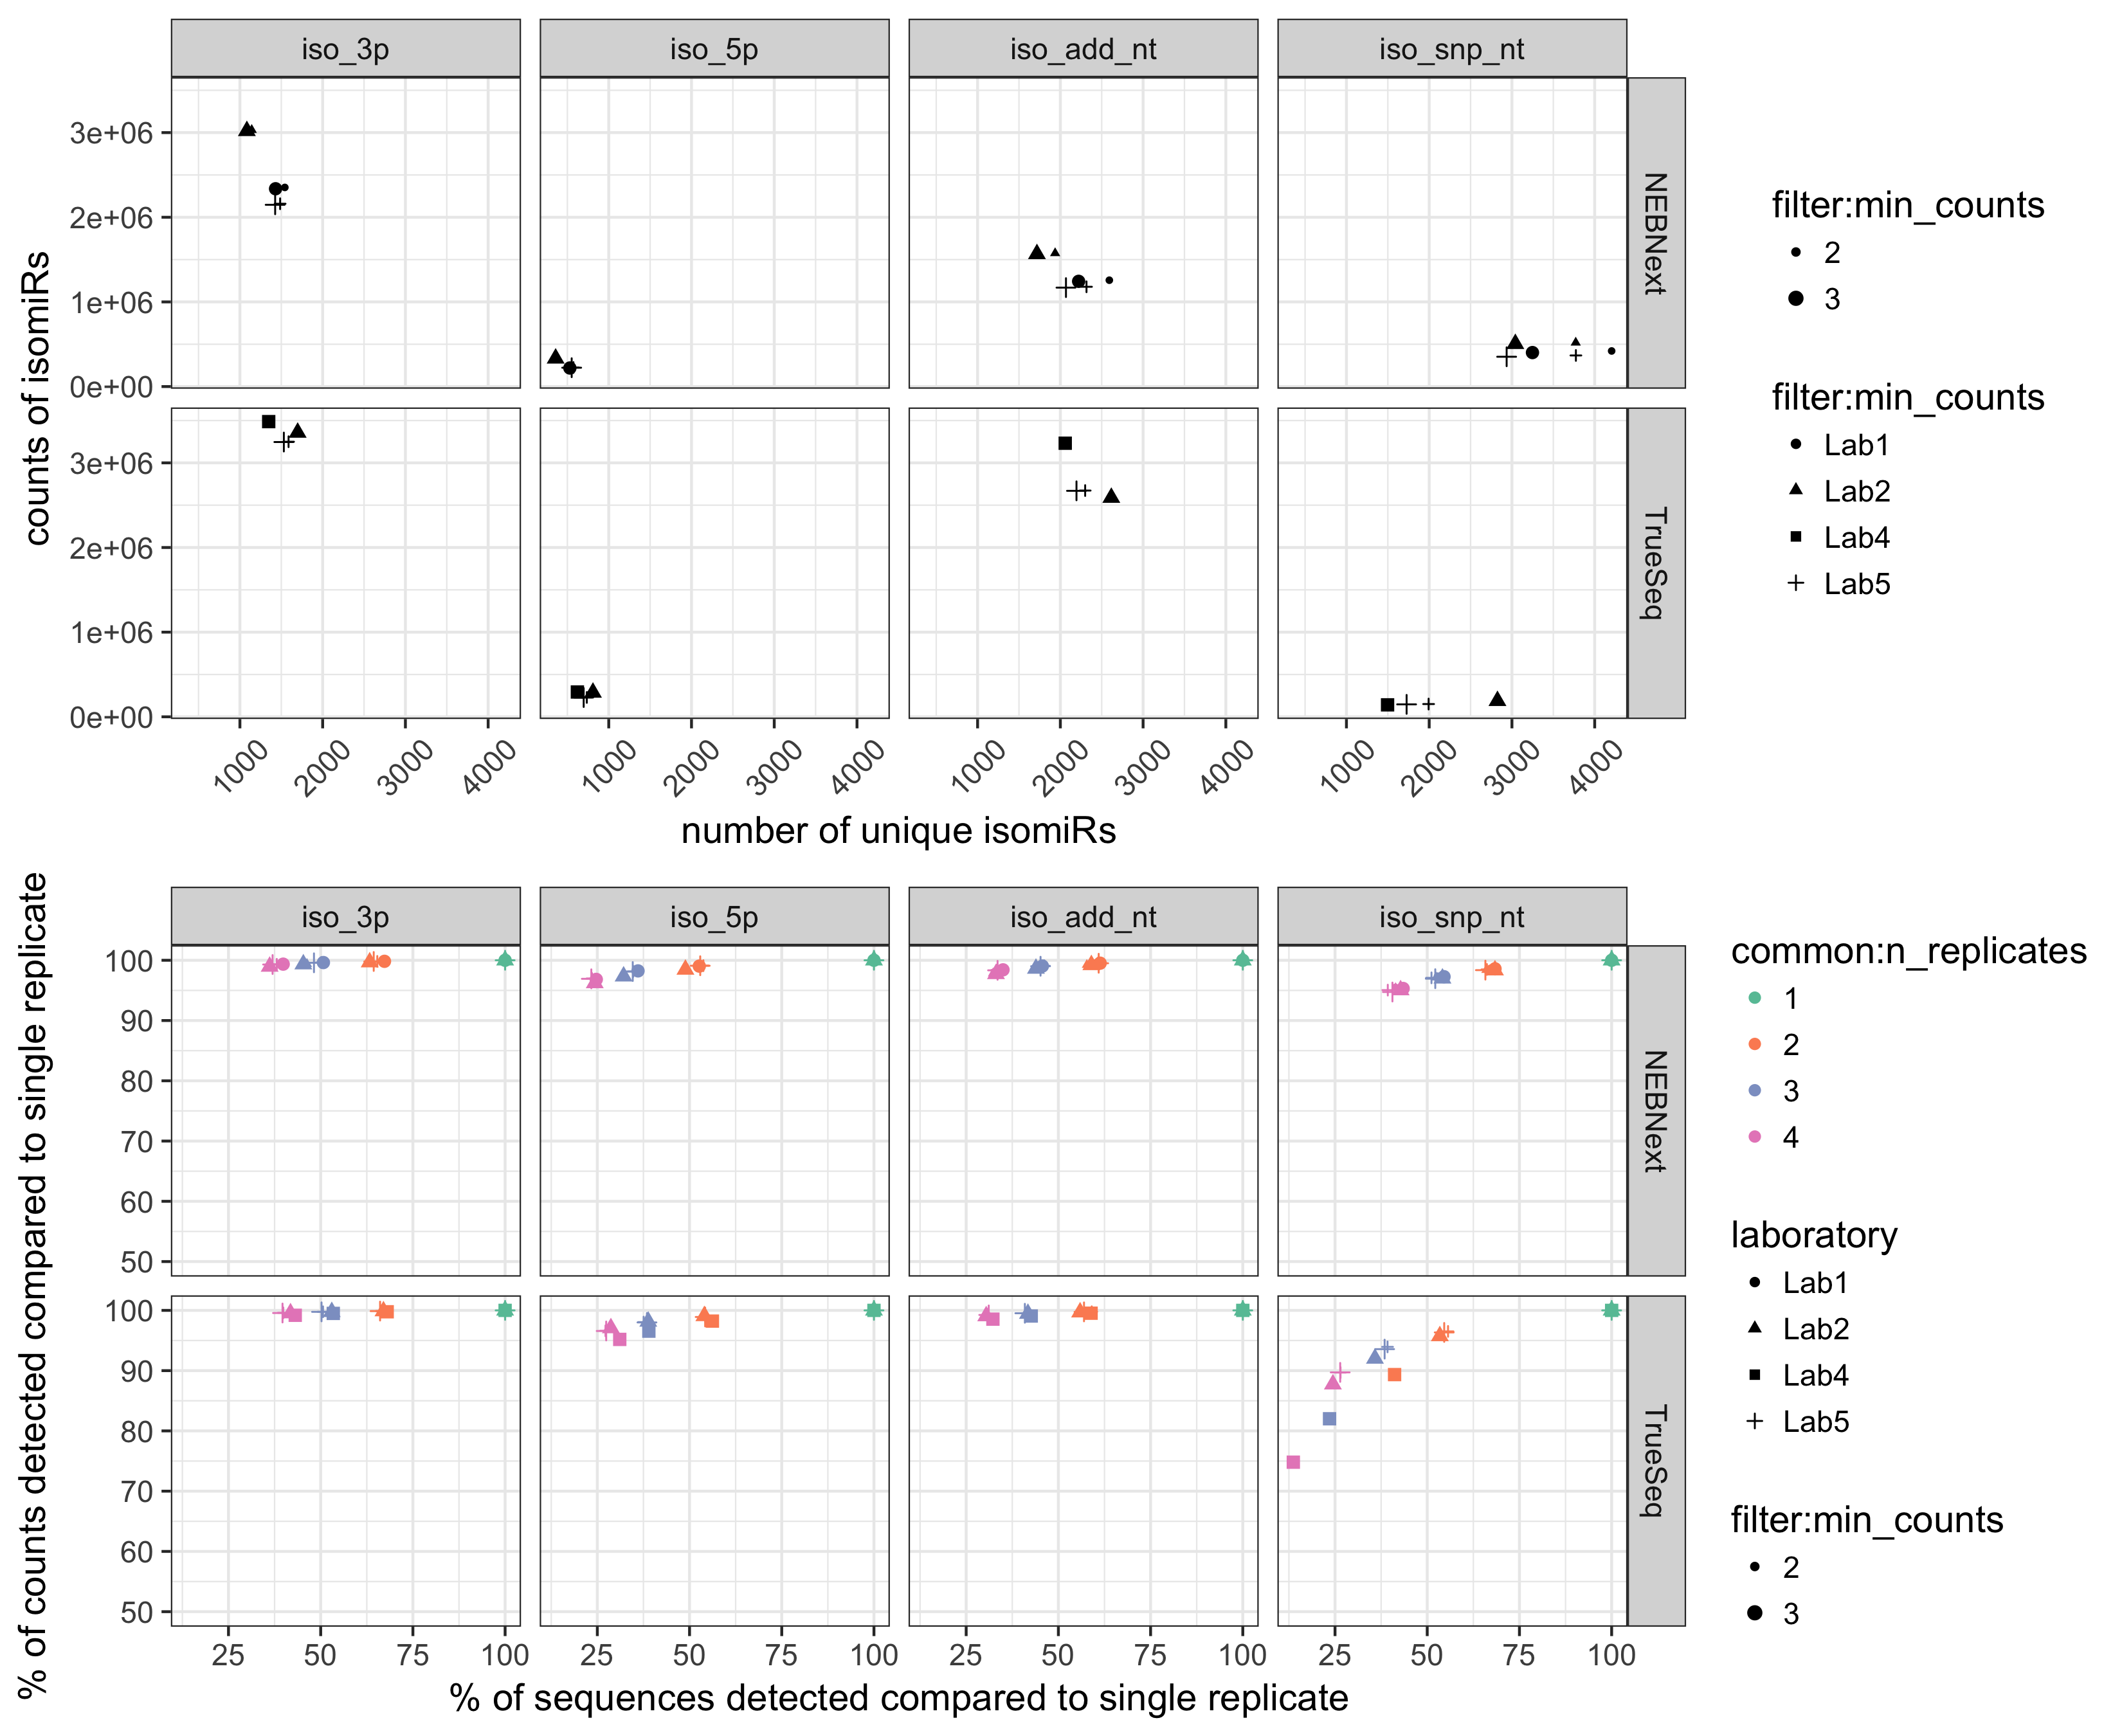 iso_3p iso_5p iso_add_nt iso_snp_nt
counts of isomiRs
3e+06
2e+06
1e+06
0e+00
NEBNext
3e+06
2e+06
1e+06
0e+00
TrueSeq
1000 2000 3000 4000 1000 2000 3000 4000 1000 2000 3000 4000 1000 2000 3000 4000
number of unique isomiRs
filter:min_counts
2
3
filter:min_counts
Lab1
Lab2
Lab4
Lab5
iso_3p iso_5p iso_add_nt iso_snp_nt
% of counts detected compared to single replicate
100
90
80
70
60
50
NEBNext
100
90
80
70
60
50
TrueSeq
25 50 75 100 25 50 75 100 25 50 75 100 25 50 75 100
% of sequences detected compared to single replicate
common:n_replicates
1
2
3
4
laboratory
Lab1
Lab2
Lab4
Lab5
filter:min_counts
2
3